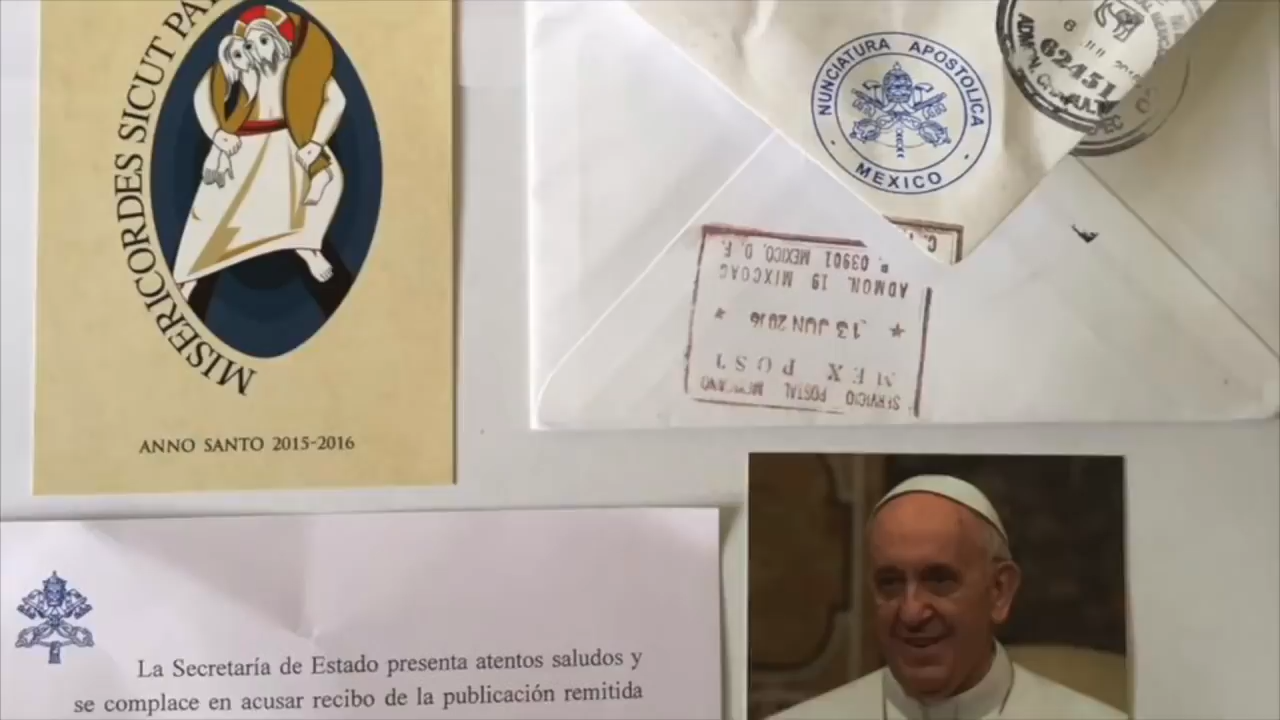 MISERICORDES SICUT PA
ANNO SANTO 2015-2016
NUNCIATURA APOSTOLICA
MEXICO
62451
SERVICIO POSTAL
MEX POST
★ 13 JUN 2016 ★
ADMON. 19 MIXCOAC
P. 03901 MEXICO, D. F.
La Secretaría de Estado presenta atentos saludos y
se complace en acusar recibo de la publicación remitida